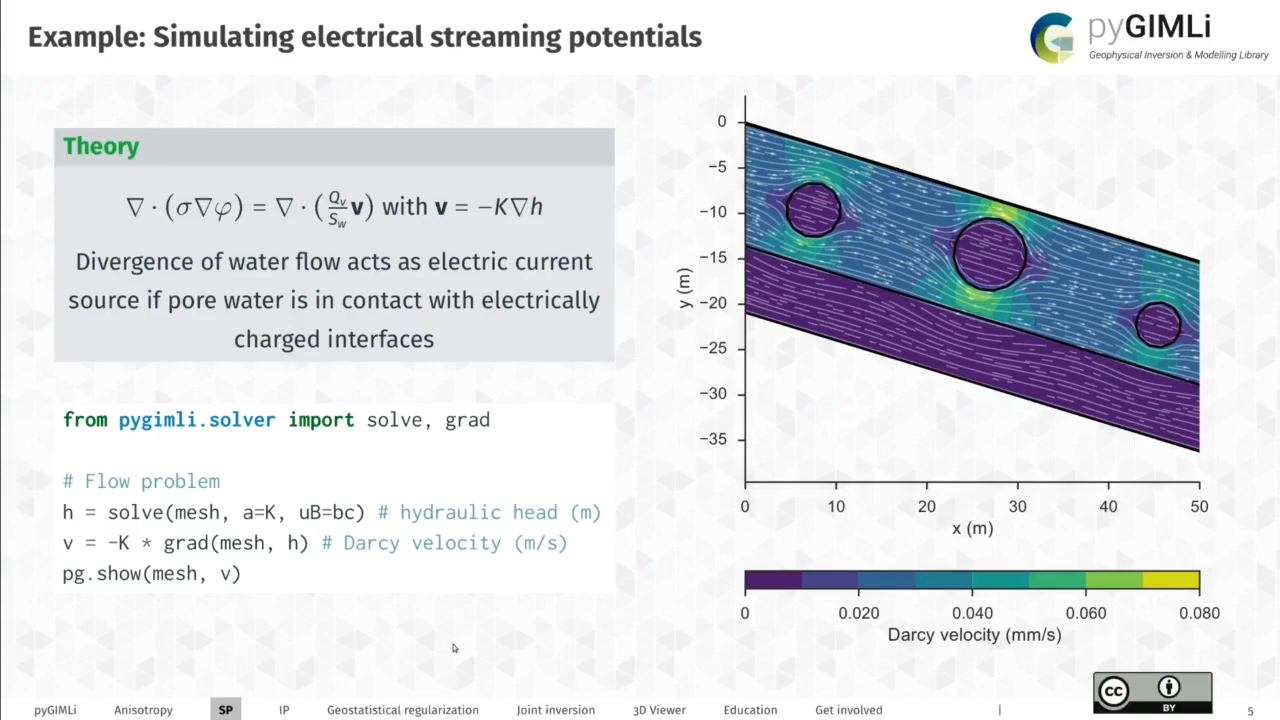 Example: Simulating electrical streaming potentials
pyGIMLi
Geophysical Inversion & Modelling Library
Theory
∇ · (σ∇φ) = ∇ · (Qv/Sw v) with v = −K∇h
Divergence of water flow acts as electric current
source if pore water is in contact with electrically
charged interfaces
from pygimli.solver import solve, grad
# Flow problem
h = solve(mesh, a=K, uB=bc) # hydraulic head (m)
v = -K * grad(mesh, h) # Darcy velocity (m/s)
pg.show(mesh, v)
0
−5
−10
−15
−20
−25
−30
−35
y (m)
0 10 20 30 40 50
x (m)
0 0.020 0.040 0.060 0.080
Darcy velocity (mm/s)
cc BY
pyGIMLi Anisotropy SP IP Geostatistical regularization Joint inversion 3D Viewer Education Get involved | 5